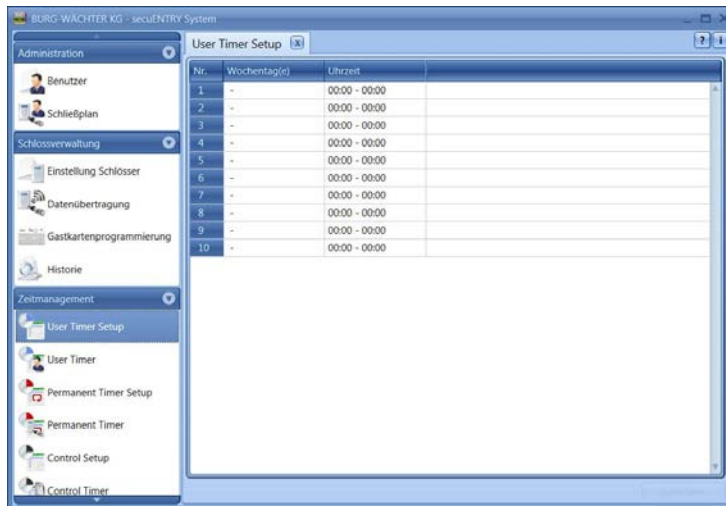 BURG-WÄCHTER KG - secuENTRY System
Administration
Benutzer
Schließplan
Schlossverwaltung
Einstellung Schlösser
Datenübertragung
Gastkartenprogrammierung
Historie
Zeitmanagement
User Timer Setup
User Timer
Permanent Timer Setup
Permanent Timer
Control Setup
Control Timer
User Timer Setup x
? i
Nr. Wochentag(e) Uhrzeit
1 - 00:00 - 00:00
2 - 00:00 - 00:00
3 - 00:00 - 00:00
4 - 00:00 - 00:00
5 - 00:00 - 00:00
6 - 00:00 - 00:00
7 - 00:00 - 00:00
8 - 00:00 - 00:00
9 - 00:00 - 00:00
10 - 00:00 - 00:00